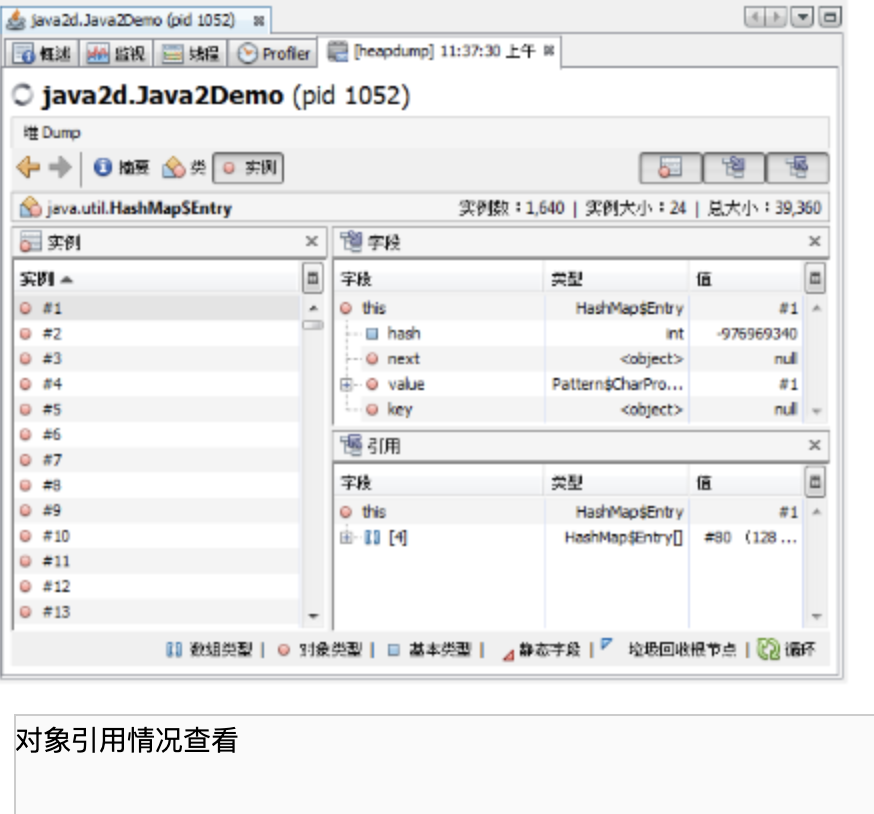 java2d.Java2Demo (pid 1052)
概述 监视 线程 Profiler [heapdump] 11:37:30 上午
java2d.Java2Demo (pid 1052)
堆 Dump
摘要 类 实例
java.util.HashMap$Entry 实例数：1,640 | 实例大小：24 | 总大小：39,360
实例
实例
#1
#2
#3
#4
#5
#6
#7
#8
#9
#10
#11
#12
#13
字段
字段 类型 值
this HashMap$Entry #1
hash int -976969340
next <object> null
value Pattern$CharPro... #1
key <object> null
引用
字段 类型 值
this HashMap$Entry #1
[4] HashMap$Entry[] #80 (128 ...
数组类型 | 对象类型 | 基本类型 | 静态字段 | 垃圾回收根节点 | 循环
对象引用情况查看